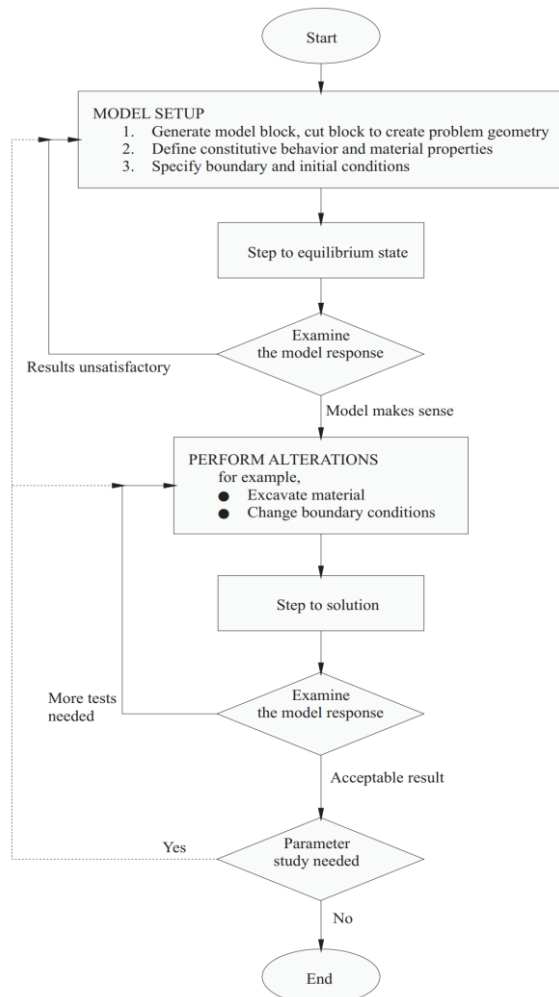 Start
MODEL SETUP
1. Generate model block, cut block to create problem geometry
2. Define constitutive behavior and material properties
3. Specify boundary and initial conditions
Step to equilibrium state
Examine
the model response
Results unsatisfactory
Model makes sense
PERFORM ALTERATIONS
for example,
● Excavate material
● Change boundary conditions
Step to solution
More tests
needed
Examine
the model response
Acceptable result
Yes
Parameter
study needed
No
End